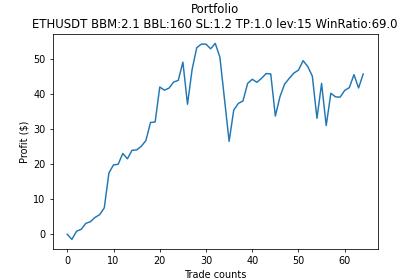 Portfolio
ETHUSDT BBM:2.1 BBL:160 SL:1.2 TP:1.0 lev:15 WinRatio:69.0
50
40
30
20
10
0
Profit ($)
0 10 20 30 40 50 60
Trade counts